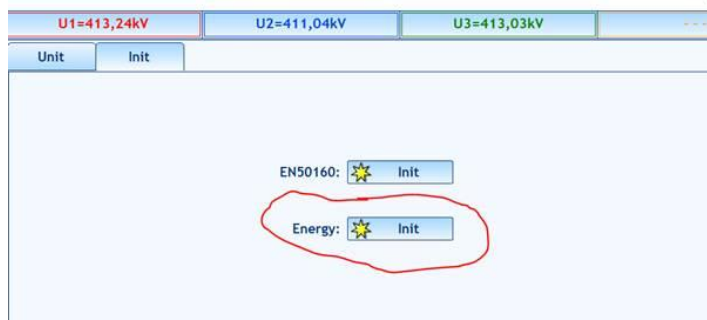 U1=413,24kV U2=411,04kV U3=413,03kV ---
Unit Init
EN50160: Init
Energy: Init